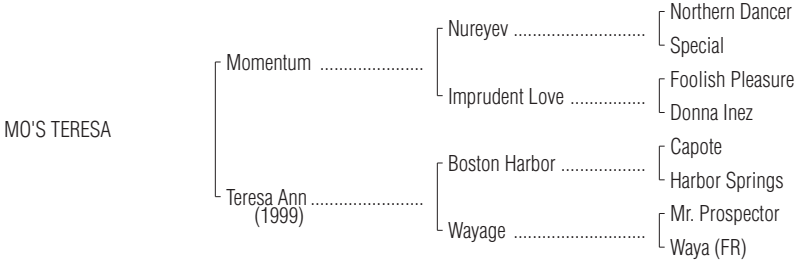 Northern Dancer
Nureyev ..............................
Special
Momentum .......................
Foolish Pleasure
Imprudent Love .................
Donna Inez
MO'S TERESA
Capote
Boston Harbor ...................
Harbor Springs
Teresa Ann .........................
(1999)
Mr. Prospector
Wayage .............................
Waya (FR)